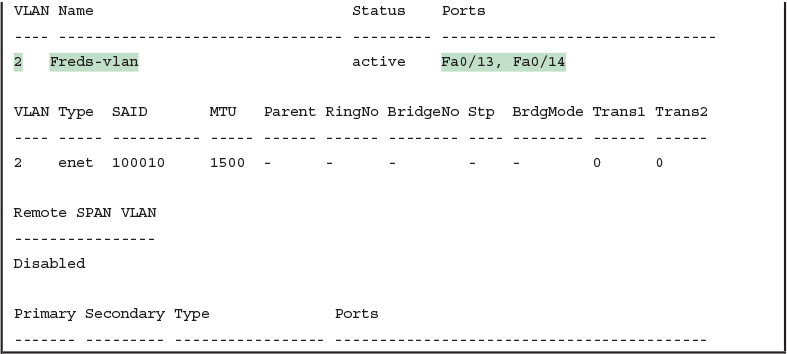 VLAN Name                             Status    Ports
---- -------------------------------- --------- -------------------------------
2    Freds-vlan                       active    Fa0/13, Fa0/14
VLAN Type  SAID       MTU   Parent RingNo BridgeNo Stp  BrdgMode Trans1 Trans2
---- ----- ---------- ----- ------ ------ -------- ---- -------- ------ ------
2    enet  100010     1500  -      -      -        -    -        0      0
Remote SPAN VLAN
----------------
Disabled
Primary Secondary Type              Ports
------- --------- ----------------- ------------------------------------------